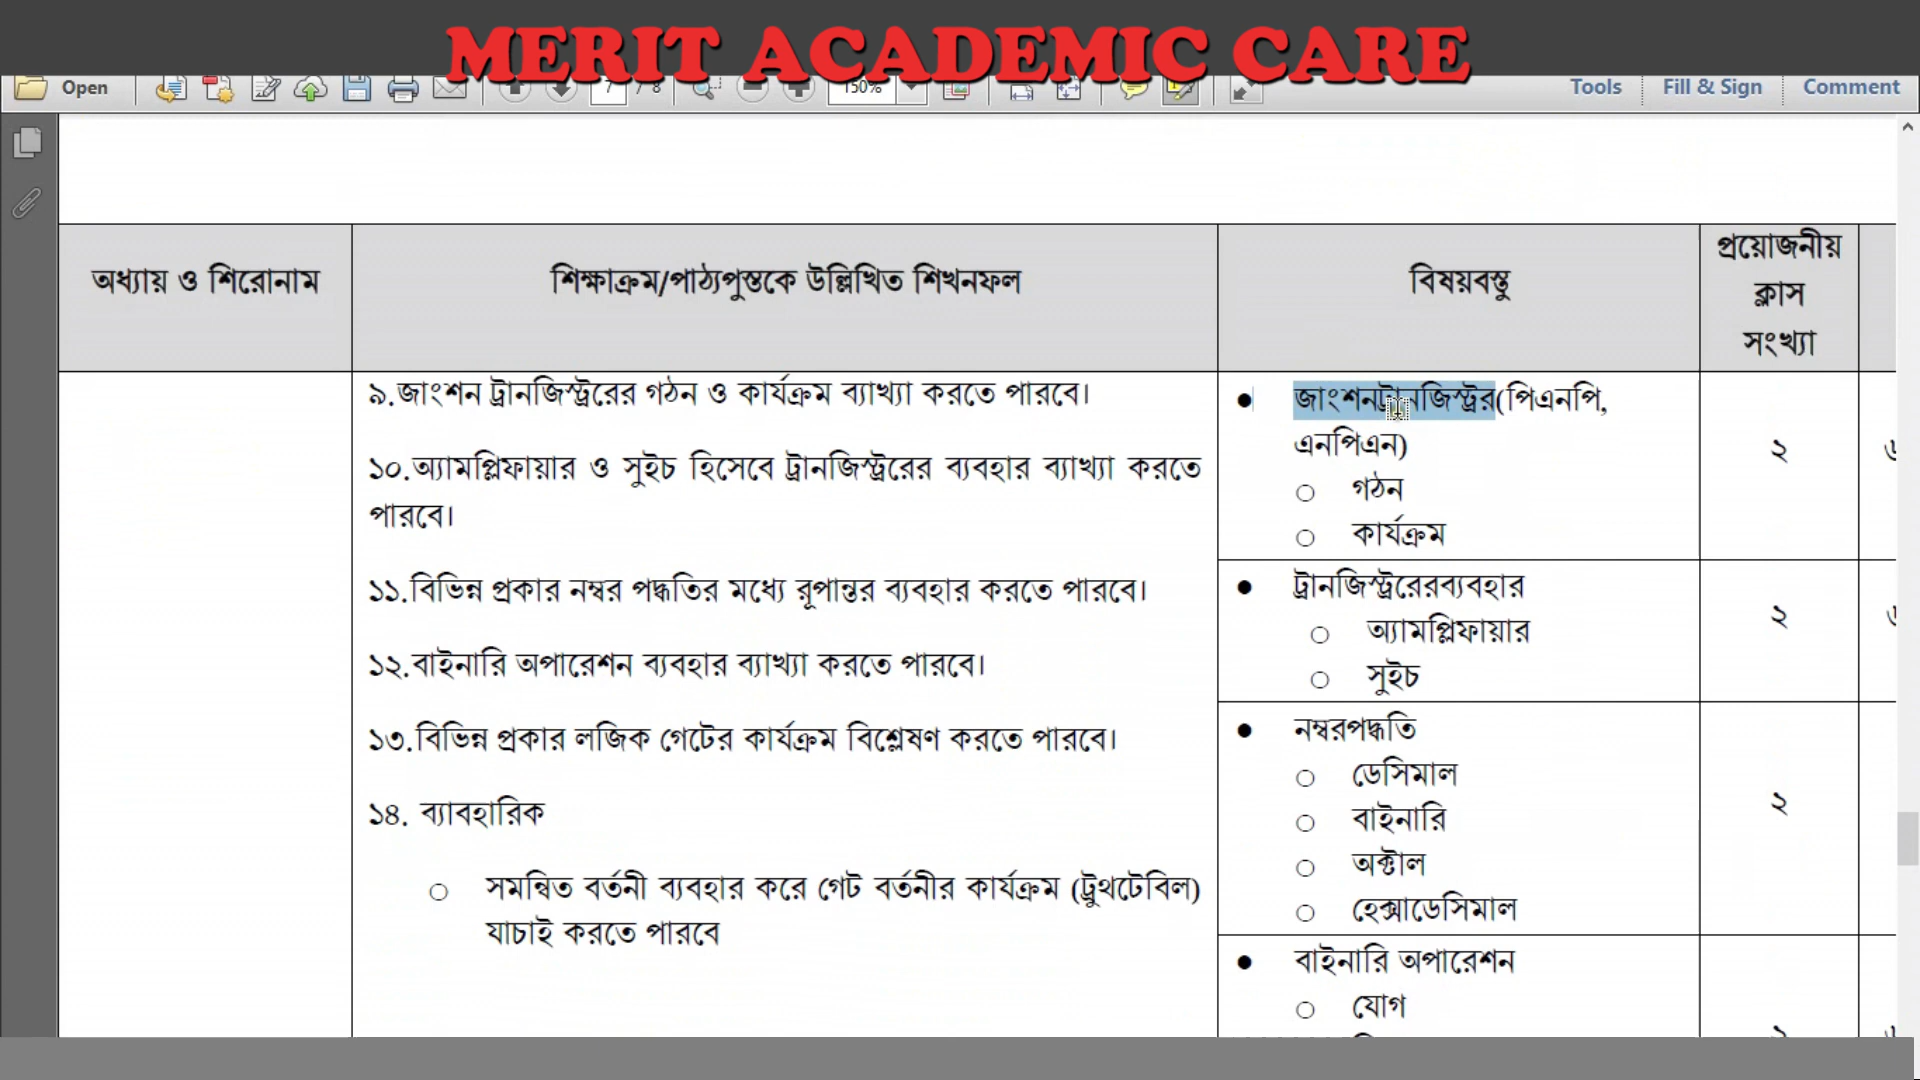 MERIT ACADEMIC CARE
Open
7 / 8
150%
Tools
Fill & Sign
Comment
অধ্যায় ও শিরোনাম
শিক্ষাক্রম/পাঠ্যপুস্তকে উল্লিখিত শিখনফল
বিষয়বস্তু
প্রয়োজনীয়
ক্লাস
সংখ্যা
৯.জাংশন ট্রানজিস্ট্ররের গঠন ও কার্যক্রম ব্যাখ্যা করতে পারবে।
১০.অ্যামপ্লিফায়ার ও সুইচ হিসেবে ট্রানজিস্ট্ররের ব্যবহার ব্যাখ্যা করতে
পারবে।
১১.বিভিন্ন প্রকার নম্বর পদ্ধতির মধ্যে রূপান্তর ব্যবহার করতে পারবে।
১২.বাইনারি অপারেশন ব্যবহার ব্যাখ্যা করতে পারবে।
১৩.বিভিন্ন প্রকার লজিক গেটের কার্যক্রম বিশ্লেষণ করতে পারবে।
১৪. ব্যাবহারিক
○ সমন্বিত বর্তনী ব্যবহার করে গেট বর্তনীর কার্যক্রম (ট্রুথটেবিল)
যাচাই করতে পারবে
● জাংশনট্রানজিস্ট্রর(পিএনপি,
এনপিএন)
○ গঠন
○ কার্যক্রম
২
● ট্রানজিস্ট্ররেরব্যবহার
○ অ্যামপ্লিফায়ার
○ সুইচ
২
● নম্বরপদ্ধতি
○ ডেসিমাল
○ বাইনারি
○ অক্টাল
○ হেক্সাডেসিমাল
২
● বাইনারি অপারেশন
○ যোগ